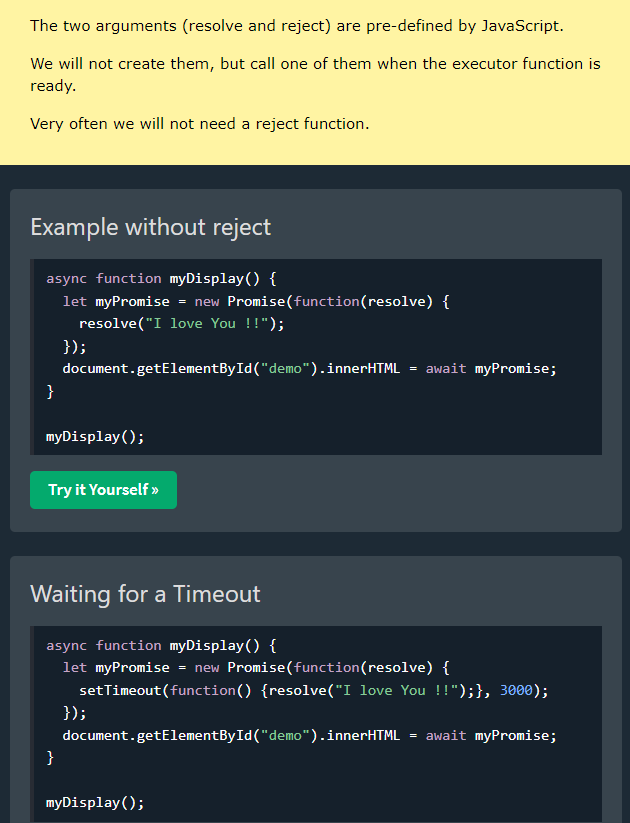 The two arguments (resolve and reject) are pre-defined by JavaScript.
We will not create them, but call one of them when the executor function is
ready.
Very often we will not need a reject function.
Example without reject
async function myDisplay() {
  let myPromise = new Promise(function(resolve) {
    resolve("I love You !!");
  });
  document.getElementById("demo").innerHTML = await myPromise;
}
myDisplay();
Try it Yourself »
Waiting for a Timeout
async function myDisplay() {
  let myPromise = new Promise(function(resolve) {
    setTimeout(function() {resolve("I love You !!");}, 3000);
  });
  document.getElementById("demo").innerHTML = await myPromise;
}
myDisplay();